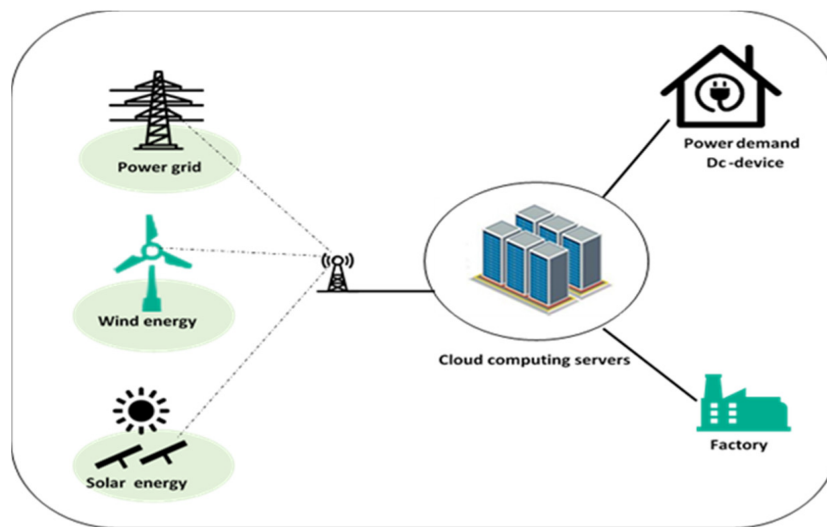 Power grid
Wind energy
Solar energy
Cloud computing servers
Power demand
Dc-device
Factory